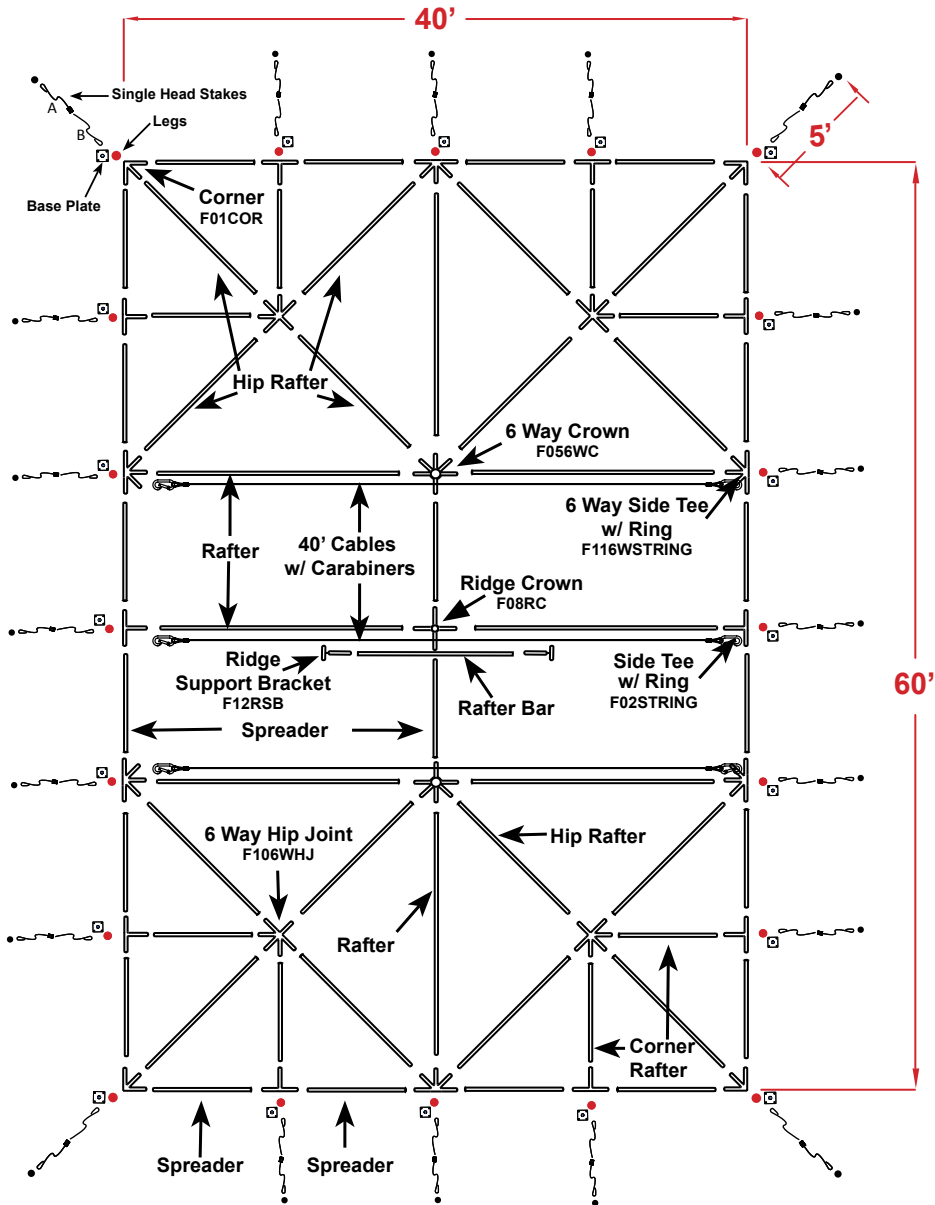 40’
Single Head Stakes
A
B
Legs
5’
Base Plate
Corner
F01COR
Hip Rafter
6 Way Crown
F056WC
6 Way Side Tee
w/ Ring
F116WSTRING
Rafter
40’ Cables
w/ Carabiners
Ridge Crown
F08RC
Ridge
Support Bracket
F12RSB
Rafter Bar
Side Tee
w/ Ring
F02STRING
60’
Spreader
6 Way Hip Joint
F106WHJ
Hip Rafter
Rafter
Corner
Rafter
Spreader
Spreader